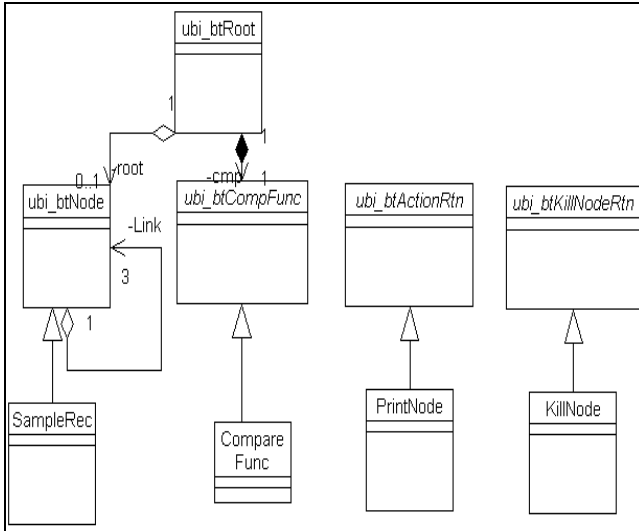 ubi_btRoot
1
1
0..1
-root
-cmp
1
ubi_btNode
ubi_btCompFunc
ubi_btActionRtn
ubi_btKillNodeRtn
-Link
3
1
SampleRec
Compare
Func
PrintNode
KillNode